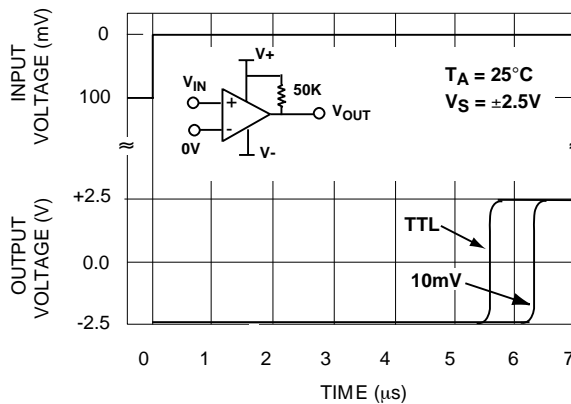 INPUT
VOLTAGE (mV)
0
100
V+
VIN
+
-
0V
V-
50K
VOUT
TA = 25°C
VS = ±2.5V
≈
≈
OUTPUT
VOLTAGE (V)
+2.5
0.0
-2.5
TTL
10mV
0 1 2 3 4 5 6 7
TIME (μs)